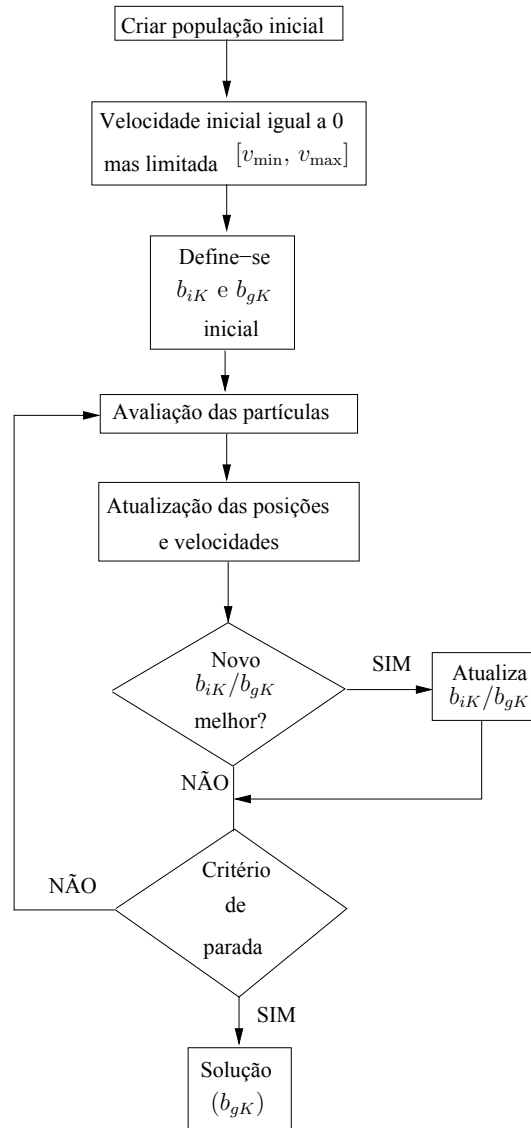 Criar população inicial
Velocidade inicial igual a 0
mas limitada [v_min, v_max]
Define−se
b_iK e b_gK
inicial
Avaliação das partículas
Atualização das posições
e velocidades
Novo
b_iK/b_gK
melhor?
SIM
Atualiza
b_iK/b_gK
NÃO
NÃO
Critério
de
parada
SIM
Solução
(b_gK)